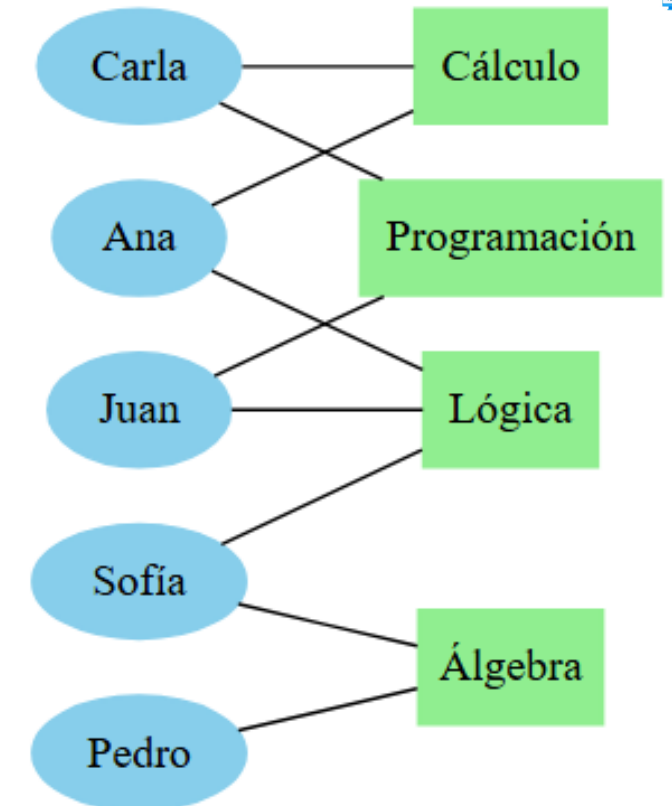 Carla
Cálculo
Ana
Programación
Juan
Lógica
Sofía
Álgebra
Pedro